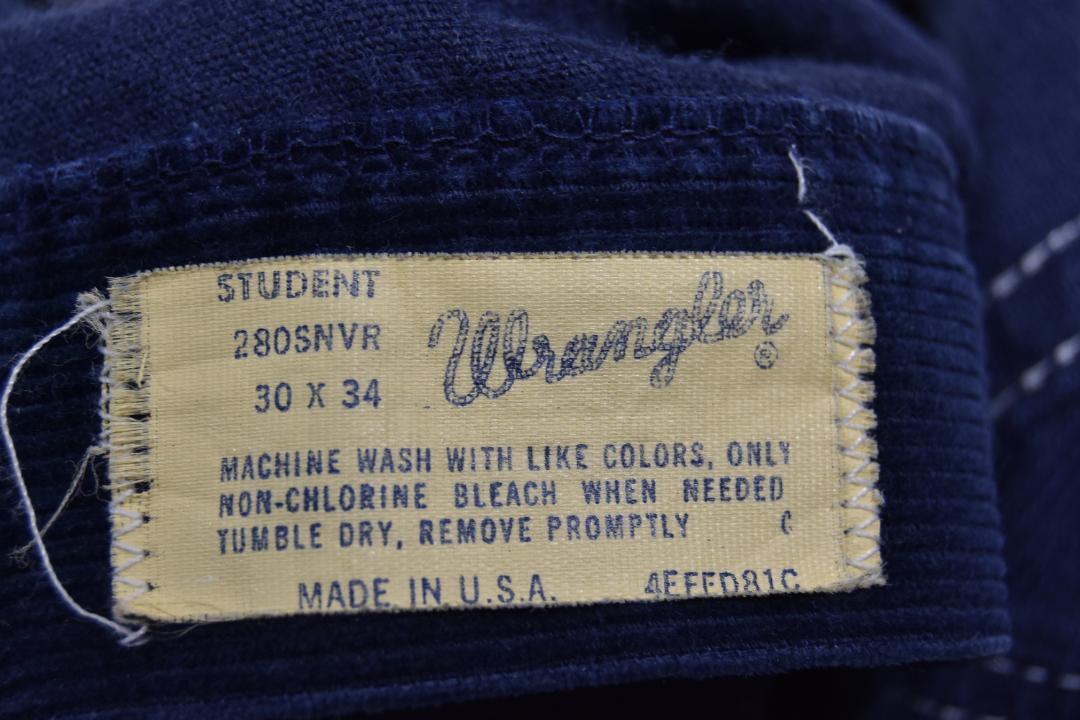 STUDENT
280SNVR
30 X 34
Wrangler
®
MACHINE WASH WITH LIKE COLORS, ONLY
NON-CHLORINE BLEACH WHEN NEEDED
TUMBLE DRY, REMOVE PROMPTLY
MADE IN U.S.A.